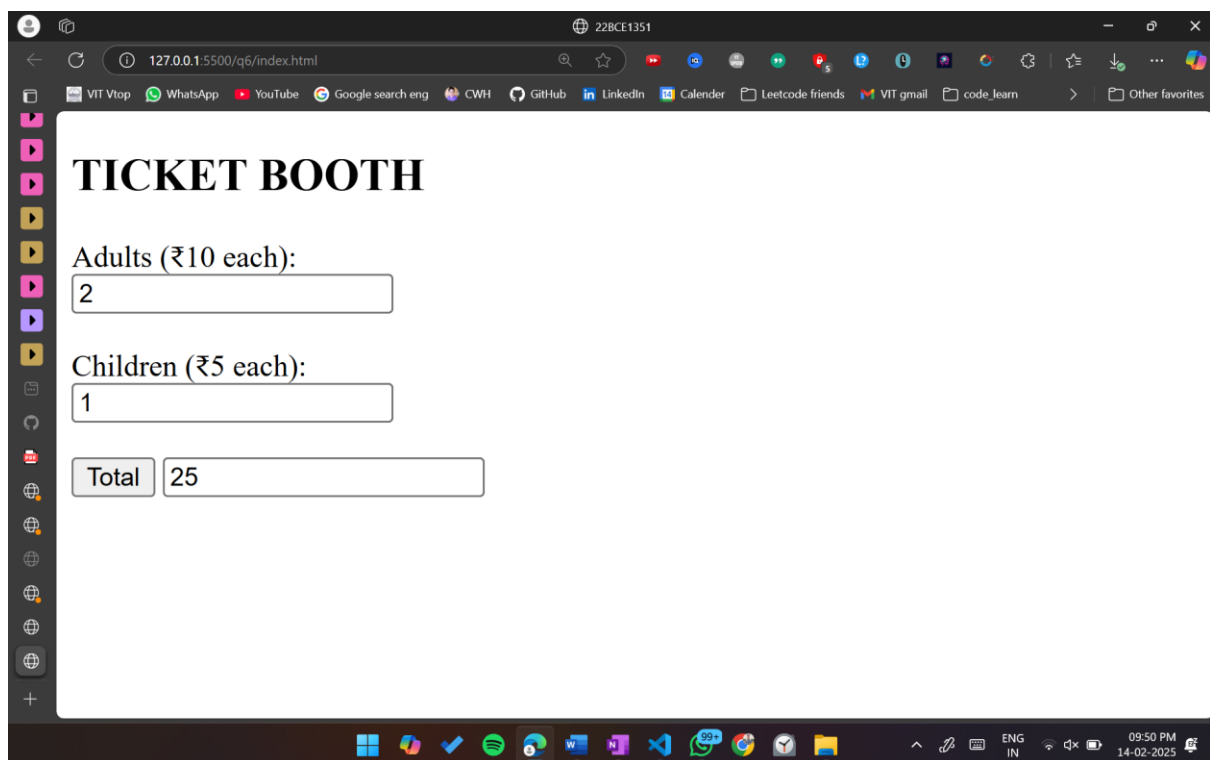 22BCE1351
127.0.0.1:5500/q6/index.html
VIT Vtop WhatsApp YouTube Google search eng CWH GitHub LinkedIn Calender Leetcode friends VIT gmail code_learn Other favorites
TICKET BOOTH
Adults (₹10 each):
2
Children (₹5 each):
1
Total 25
99+
ENG
IN
09:50 PM
14-02-2025